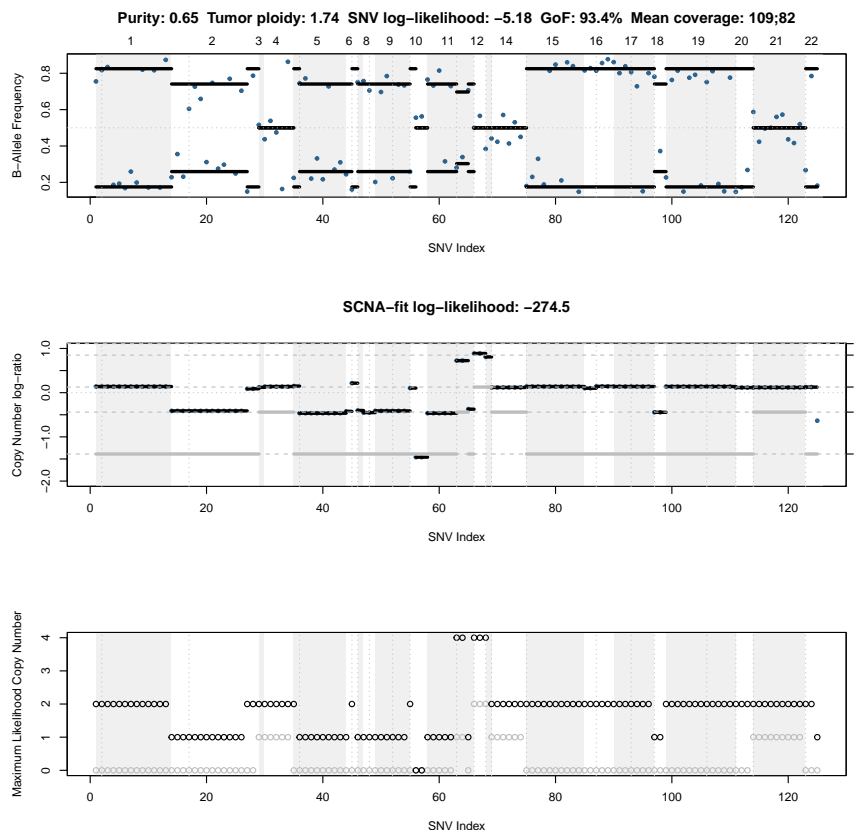 Purity: 0.65 Tumor ploidy: 1.74 SNV log−likelihood: −5.18 GoF: 93.4% Mean coverage: 109;82
1 2 3 4 5 6 8 9 10 11 12 14 15 16 17 18 19 20 21 22
B−Allele Frequency
0.8
0.6
0.4
0.2
0 20 40 60 80 100 120
SNV Index
SCNA−fit log−likelihood: −274.5
Copy Number log−ratio
1.0
0.0
−1.0
−2.0
0 20 40 60 80 100 120
SNV Index
Maximum Likelihood Copy Number
4
3
2
1
0
0 20 40 60 80 100 120
SNV Index